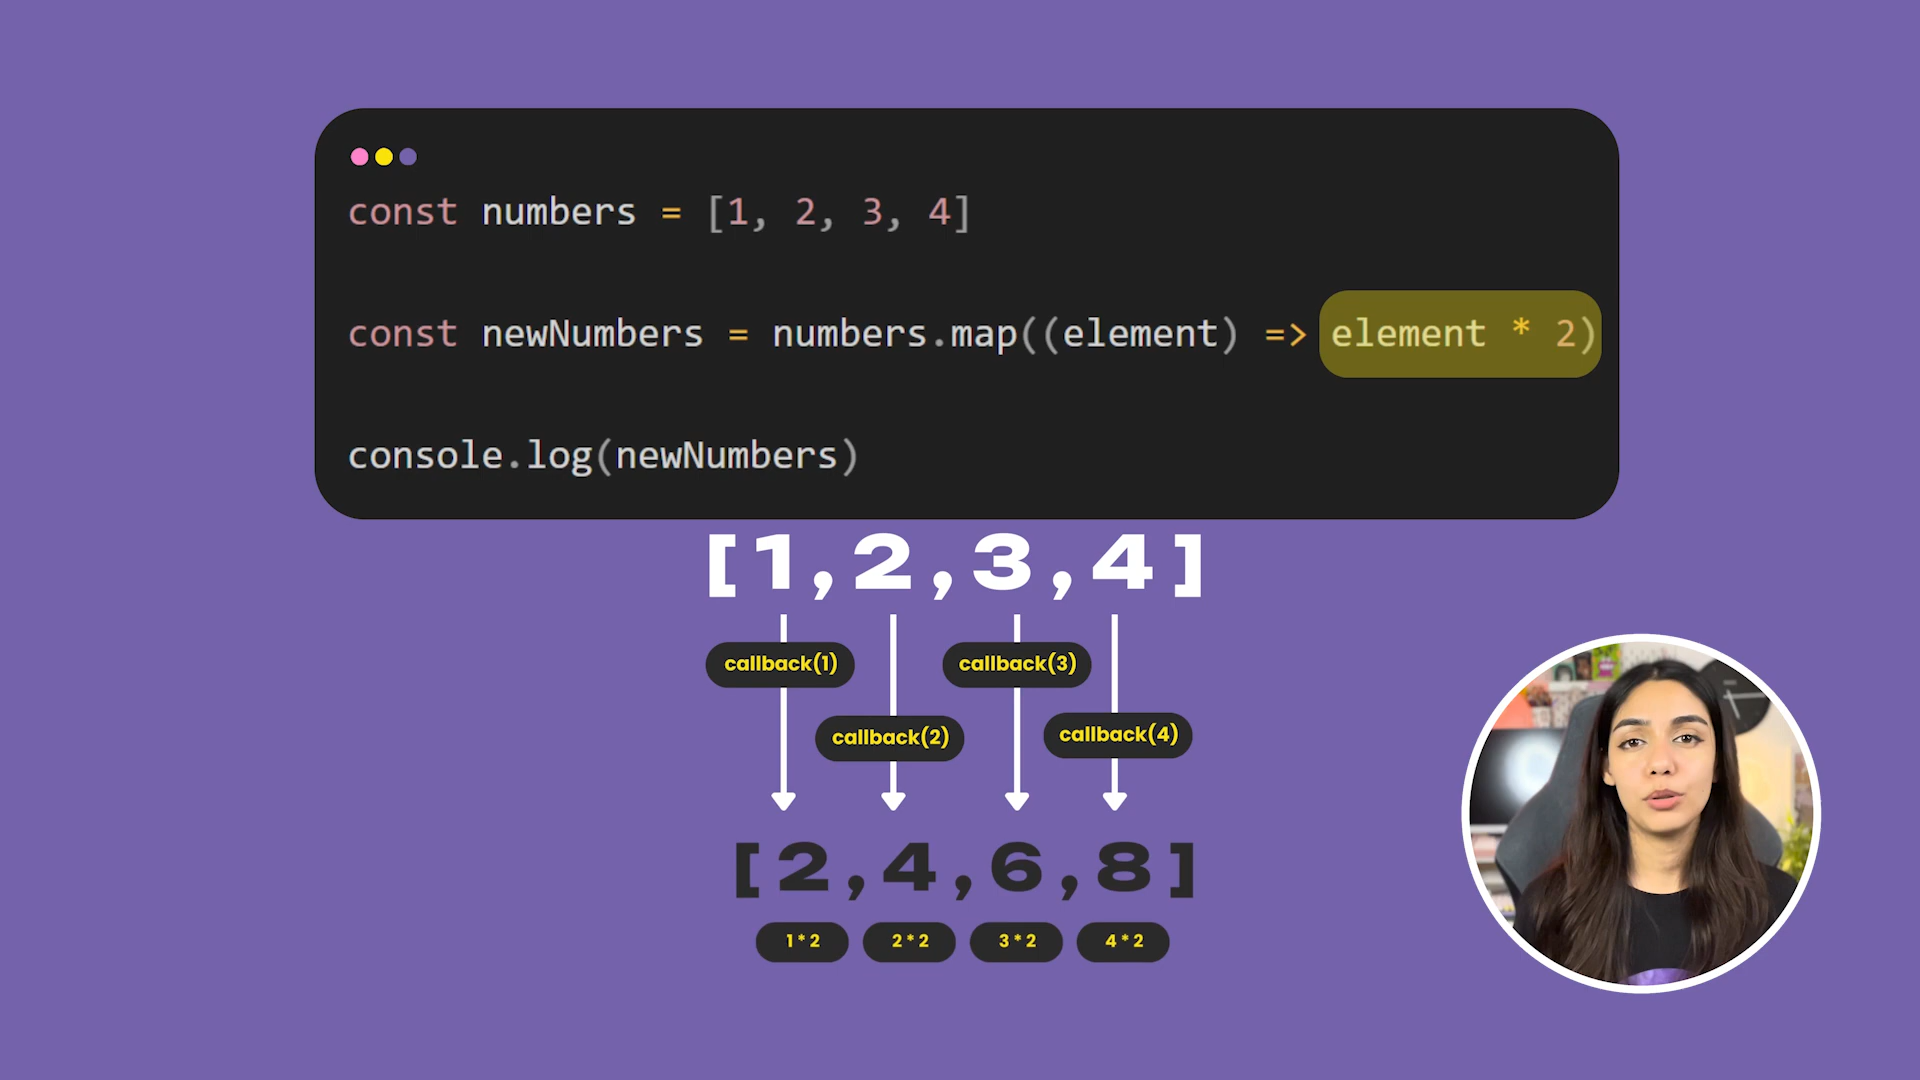 const numbers = [1, 2, 3, 4]
const newNumbers = numbers.map((element) => element * 2)
console.log(newNumbers)
[1,2,3,4]
callback(1)
callback(3)
callback(2)
callback(4)
[2,4,6,8]
1 * 2
2 * 2
3 * 2
4 * 2